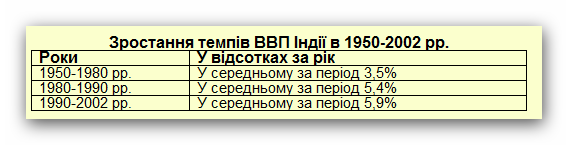 Зростання темпів ВВП Індії в 1950-2002 рр.
Роки У відсотках за рік
1950-1980 рр. У середньому за період 3,5%
1980-1990 рр. У середньому за період 5,4%
1990-2002 рр. У середньому за період 5,9%